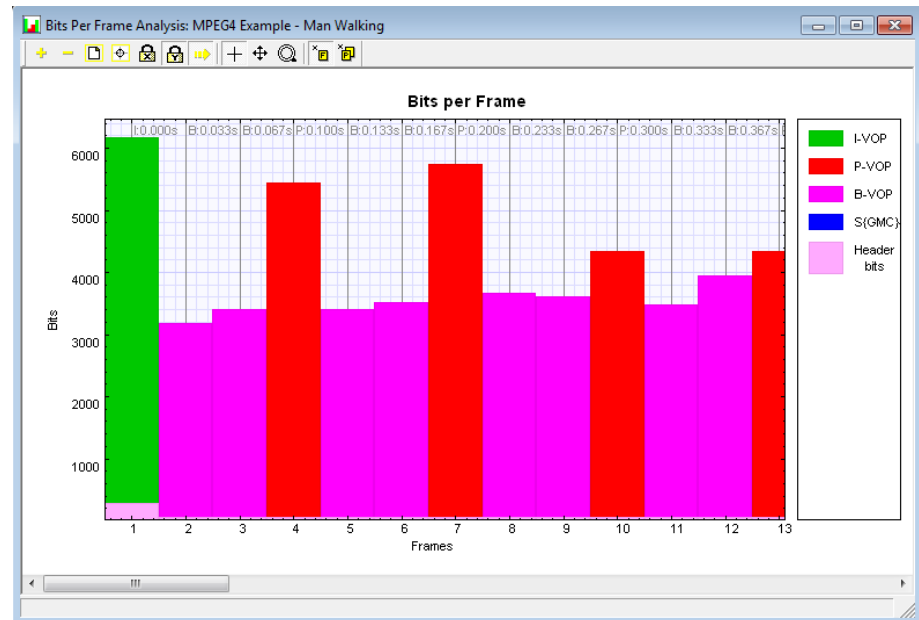 Bits Per Frame Analysis: MPEG4 Example - Man Walking
Bits per Frame
I:0.000s B:0.033s B:0.067s P:0.100s B:0.133s B:0.167s P:0.200s B:0.233s B:0.267s P:0.300s B:0.333s B:0.367s
6000
5000
4000
3000
2000
1000
Bits
1 2 3 4 5 6 7 8 9 10 11 12 13
Frames
I-VOP
P-VOP
B-VOP
S(GMC)
Header
bits